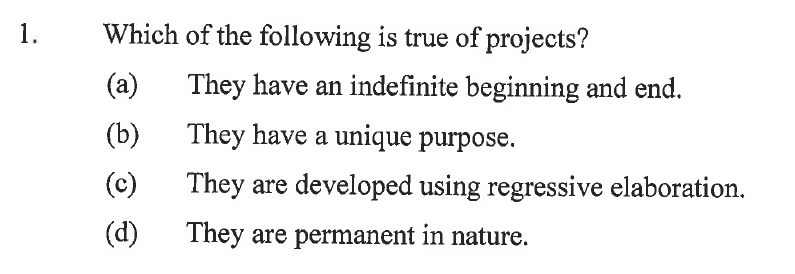 1. Which of the following is true of projects?
(a) They have an indefinite beginning and end.
(b) They have a unique purpose.
(c) They are developed using regressive elaboration.
(d) They are permanent in nature.